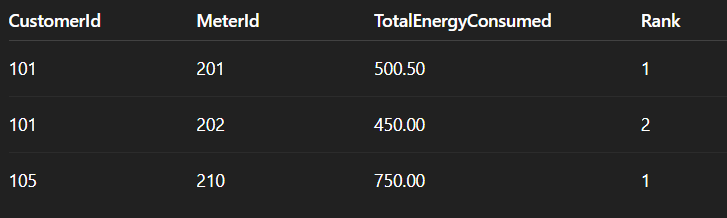 CustomerId MeterId TotalEnergyConsumed Rank
101 201 500.50 1
101 202 450.00 2
105 210 750.00 1